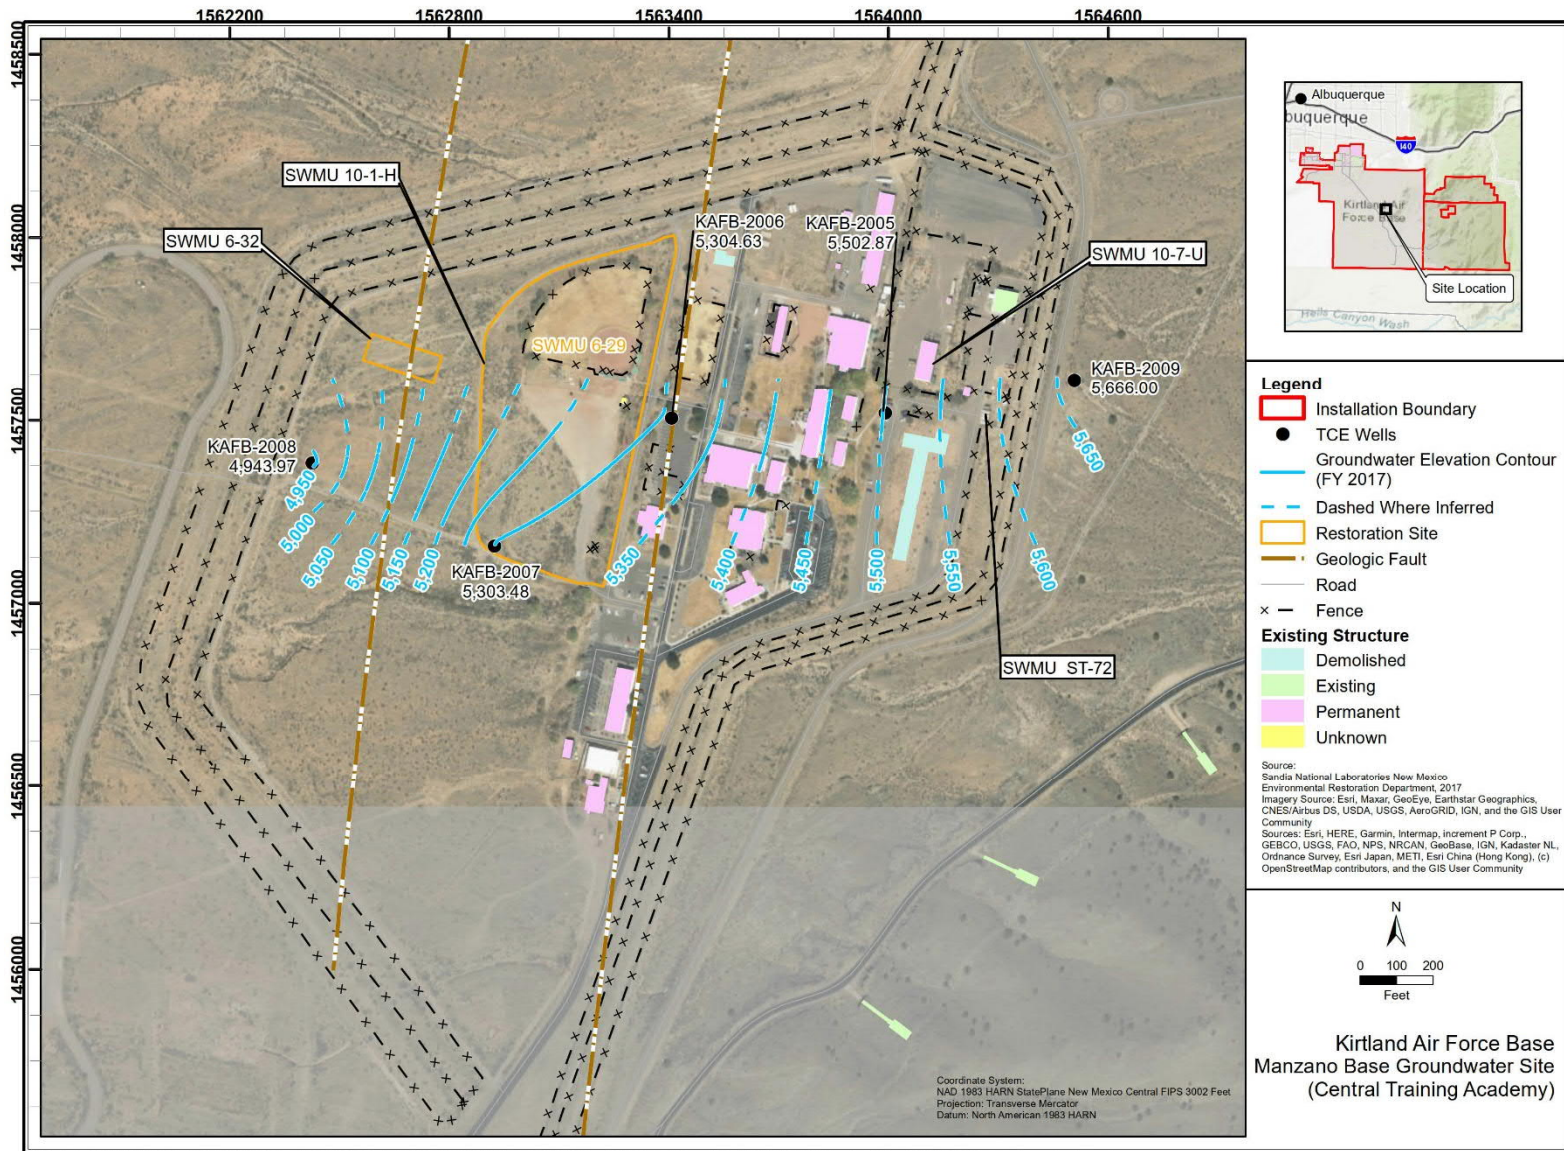 1562200
1562800
1563400
1564000
1564600
1458500
1458000
1457500
1457000
1456500
1456000
SWMU 10-1-H
SWMU 6-32
KAFB-2006
5,304.63
KAFB-2005
5,502.87
SWMU 10-7-U
SWMU 6-29
KAFB-2009
5,666.00
KAFB-2008
4,943.97
KAFB-2007
5,303.48
4,950
5,000
5,050
5,100
5,150
5,200
5,350
5,400
5,450
5,500
5,550
5,600
5,650
SWMU ST-72
Coordinate System:
NAD 1983 HARN StatePlane New Mexico Central FIPS 3002 Feet
Projection: Transverse Mercator
Datum: North American 1983 HARN
Albuquerque
buquerque
140
Kirtland Air
Force Base
Site Location
Hells Canyon Wash
Legend
Installation Boundary
TCE Wells
Groundwater Elevation Contour
(FY 2017)
Dashed Where Inferred
Restoration Site
Geologic Fault
Road
Fence
Existing Structure
Demolished
Existing
Permanent
Unknown
Source:
Sandia National Laboratories New Mexico
Environmental Restoration Department, 2017
Imagery Source: Esri, Maxar, GeoEye, Earthstar Geographics,
CNES/Airbus DS, USDA, USGS, AeroGRID, IGN, and the GIS User
Community
Sources: Esri, HERE, Garmin, Intermap, increment P Corp.,
GEBCO, USGS, FAO, NPS, NRCAN, GeoBase, IGN, Kadaster NL,
Ordnance Survey, Esri Japan, METI, Esri China (Hong Kong), (c)
OpenStreetMap contributors, and the GIS User Community
N
0 100 200
Feet
Kirtland Air Force Base
Manzano Base Groundwater Site
(Central Training Academy)